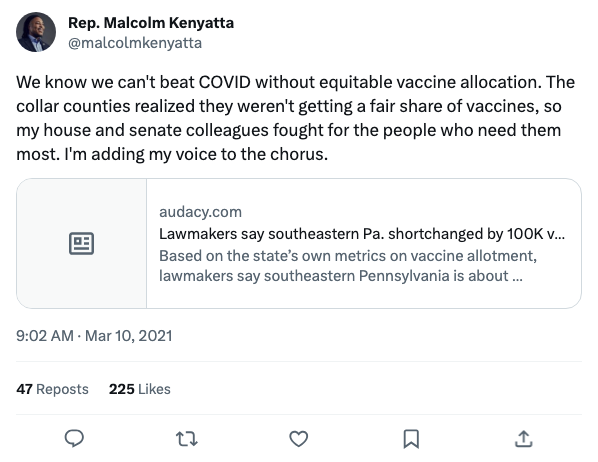 Rep. Malcolm Kenyatta
@malcolmkenyatta
We know we can't beat COVID without equitable vaccine allocation. The
collar counties realized they weren't getting a fair share of vaccines, so
my house and senate colleagues fought for the people who need them
most. I'm adding my voice to the chorus.
audacy.com
Lawmakers say southeastern Pa. shortchanged by 100K v...
Based on the state’s own metrics on vaccine allotment,
lawmakers say southeastern Pennsylvania is about ...
9:02 AM · Mar 10, 2021
47 Reposts 225 Likes